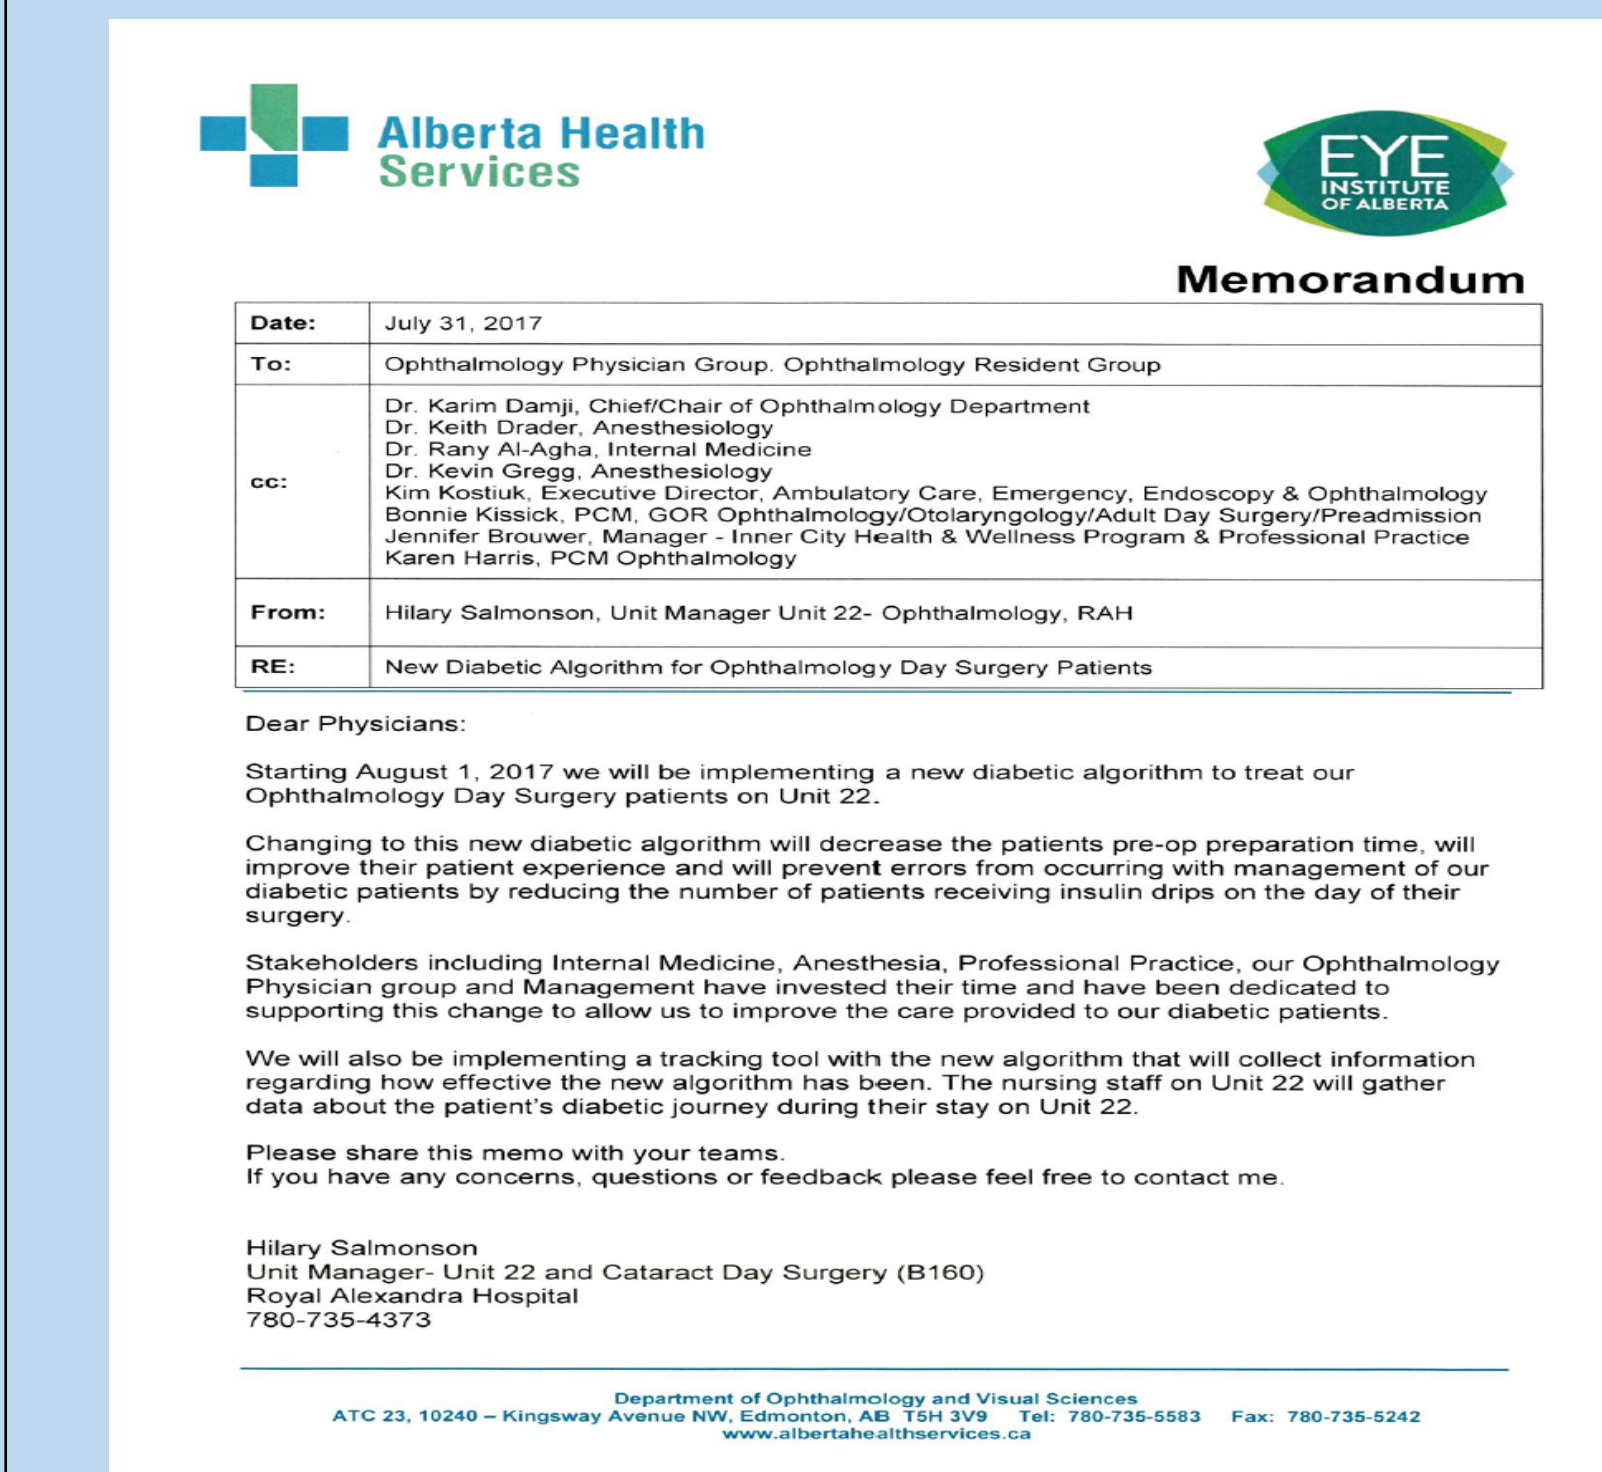 Alberta Health
Services
EYE
INSTITUTE
OF ALBERTA
Memorandum
Date: July 31, 2017
To: Ophthalmology Physician Group. Ophthalmology Resident Group
cc: Dr. Karim Damji, Chief/Chair of Ophthalmology Department
Dr. Keith Drader, Anesthesiology
Dr. Rany Al-Agha, Internal Medicine
Dr. Kevin Gregg, Anesthesiology
Kim Kostiuk, Executive Director, Ambulatory Care, Emergency, Endoscopy & Ophthalmology
Bonnie Kissick, PCM, GOR Ophthalmology/Otolaryngology/Adult Day Surgery/Preadmission
Jennifer Brouwer, Manager - Inner City Health & Wellness Program & Professional Practice
Karen Harris, PCM Ophthalmology
From: Hilary Salmonson, Unit Manager Unit 22- Ophthalmology, RAH
RE: New Diabetic Algorithm for Ophthalmology Day Surgery Patients
Dear Physicians:
Starting August 1, 2017 we will be implementing a new diabetic algorithm to treat our
Ophthalmology Day Surgery patients on Unit 22.
Changing to this new diabetic algorithm will decrease the patients pre-op preparation time, will
improve their patient experience and will prevent errors from occurring with management of our
diabetic patients by reducing the number of patients receiving insulin drips on the day of their
surgery.
Stakeholders including Internal Medicine, Anesthesia, Professional Practice, our Ophthalmology
Physician group and Management have invested their time and have been dedicated to
supporting this change to allow us to improve the care provided to our diabetic patients.
We will also be implementing a tracking tool with the new algorithm that will collect information
regarding how effective the new algorithm has been. The nursing staff on Unit 22 will gather
data about the patient's diabetic journey during their stay on Unit 22.
Please share this memo with your teams.
If you have any concerns, questions or feedback please feel free to contact me.
Hilary Salmonson
Unit Manager- Unit 22 and Cataract Day Surgery (B160)
Royal Alexandra Hospital
780-735-4373
Department of Ophthalmology and Visual Sciences
ATC 23, 10240 – Kingsway Avenue NW, Edmonton, AB T5H 3V9 Tel: 780-735-5583 Fax: 780-735-5242
www.albertahealthservices.ca